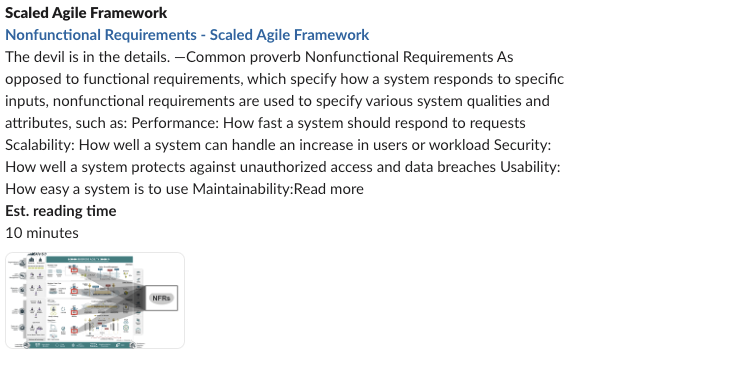 Scaled Agile Framework
Nonfunctional Requirements - Scaled Agile Framework
The devil is in the details. —Common proverb Nonfunctional Requirements As
opposed to functional requirements, which specify how a system responds to specific
inputs, nonfunctional requirements are used to specify various system qualities and
attributes, such as: Performance: How fast a system should respond to requests
Scalability: How well a system can handle an increase in users or workload Security:
How well a system protects against unauthorized access and data breaches Usability:
How easy a system is to use Maintainability:Read more
Est. reading time
10 minutes
NFRs